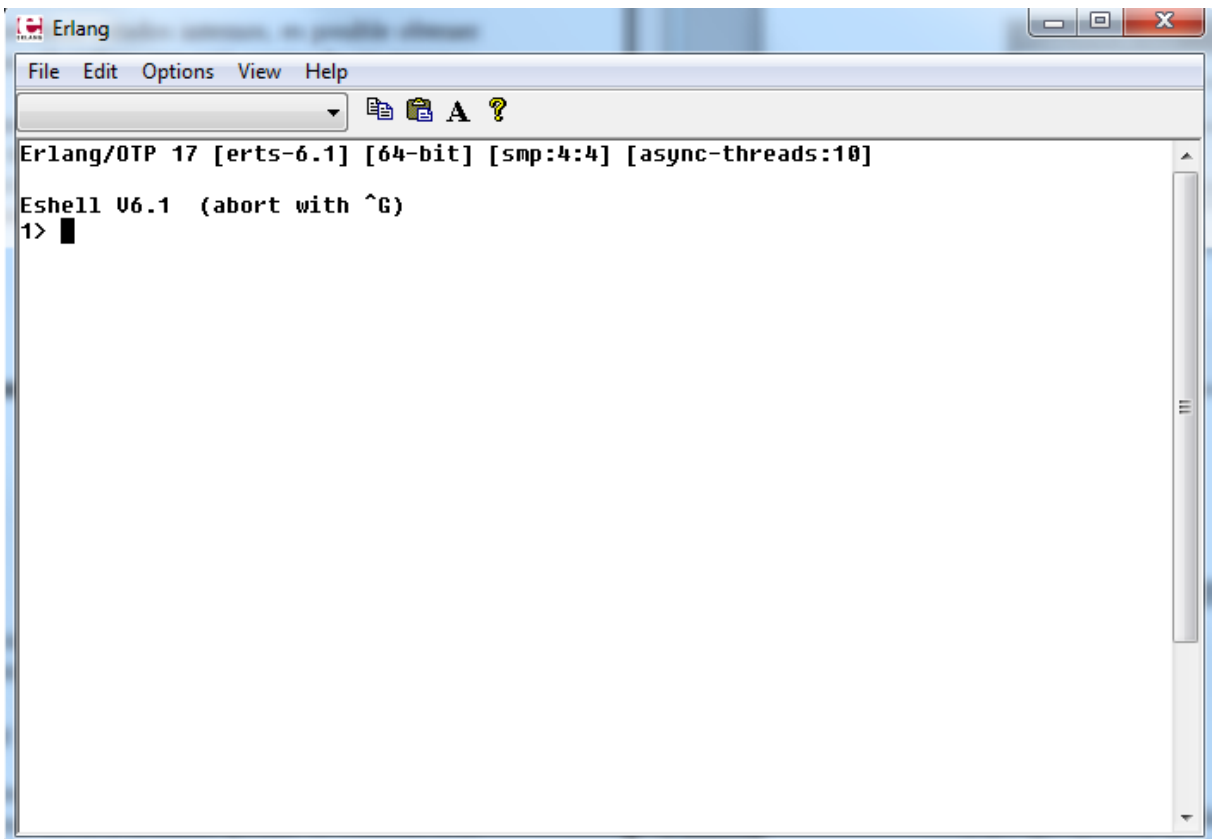 Erlang
File Edit Options View Help
Erlang/OTP 17 [erts-6.1] [64-bit] [smp:4:4] [async-threads:10]
Eshell V6.1 (abort with ^G)
1>